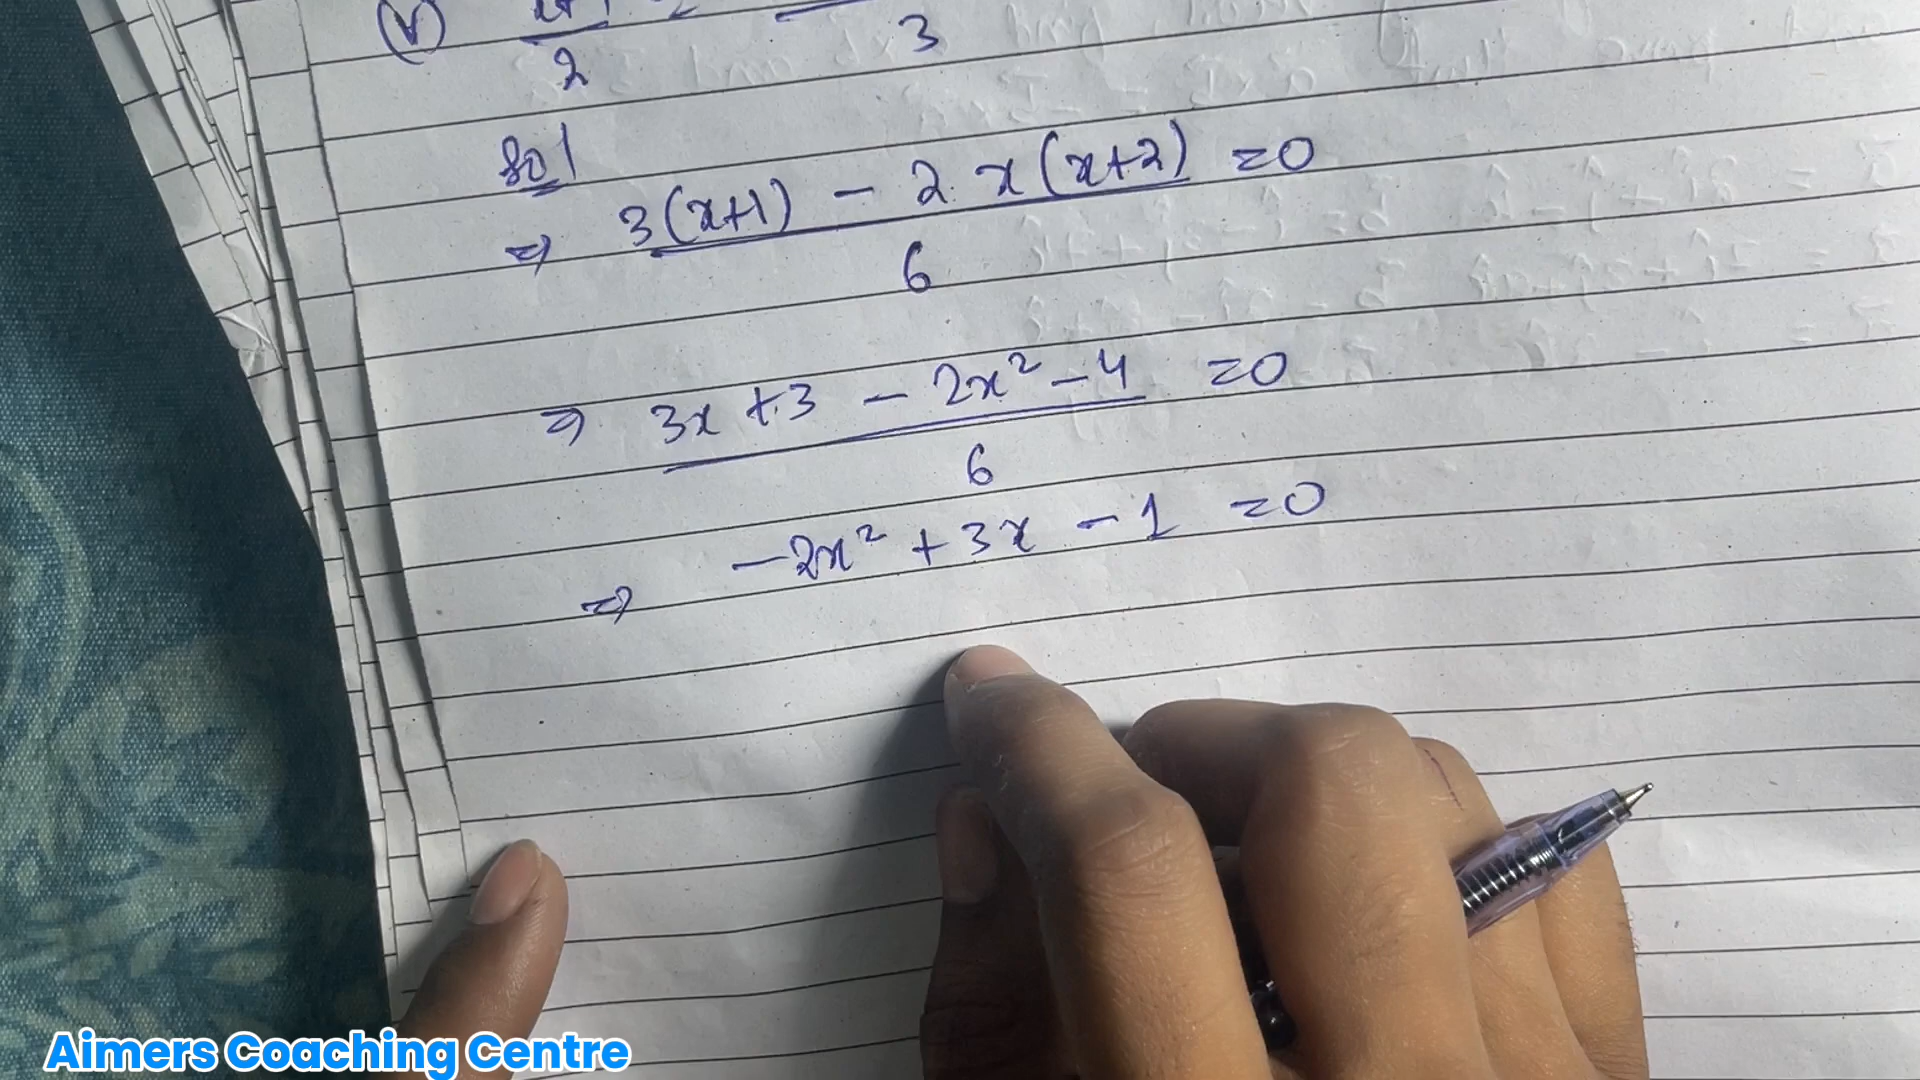 (v)
2 3
Sol
⇒ 3(x+1) - 2 x(x+2) =0
6
⇒ 3x + 3 - 2x² - 4 =0
6
⇒ -2x² + 3x - 1 =0
Aimers Coaching Centre